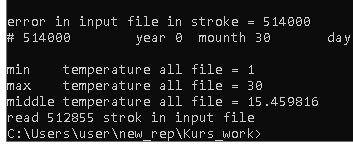 error in input file in stroke = 514000
# 514000 year 0 mounth 30 day
min temperature all file = 1
max temperature all file = 30
middle temperature all file = 15.459816
read 512855 strok in input file
C:\Users\user\new_rep\Kurs_work>